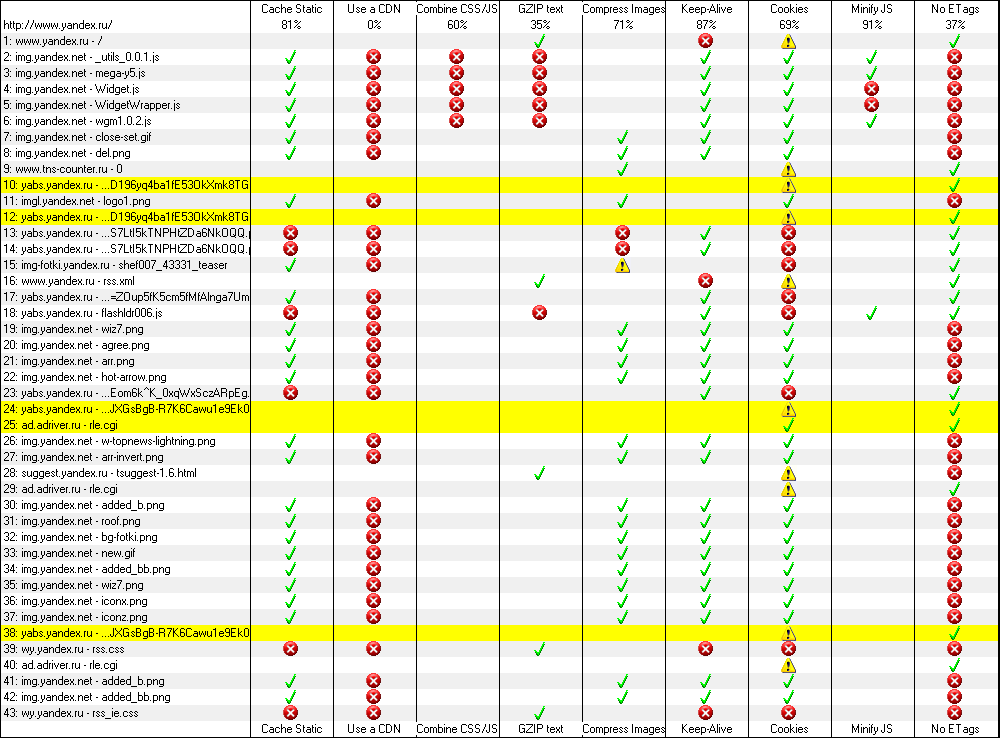 Cache Static Use a CDN Combine CSS/JS GZIP text Compress Images Keep-Alive Cookies Minify JS No ETags
http://www.yandex.ru/ 81% 0% 60% 35% 71% 87% 69% 91% 37%
1: www.yandex.ru - /
2: img.yandex.net - _utils_0.0.1.js
3: img.yandex.net - mega-y5.js
4: img.yandex.net - Widget.js
5: img.yandex.net - WidgetWrapper.js
6: img.yandex.net - wgm1.0.2.js
7: img.yandex.net - close-set.gif
8: img.yandex.net - del.png
9: www.tns-counter.ru - 0
10: yabs.yandex.ru - ...D196yq4ba1fE53OkXmk8TG
11: imgl.yandex.net - logo1.png
12: yabs.yandex.ru - ...D196yq4ba1fE53OkXmk8TG
13: yabs.yandex.ru - ...S7LtI5kTNPHtZDa6NkOQQ.
14: yabs.yandex.ru - ...S7LtI5kTNPHtZDa6NkOQQ.
15: img-fotki.yandex.ru - shef007_43331_teaser
16: www.yandex.ru - rss.xml
17: yabs.yandex.ru - ...=ZOup5fK5cm5fMfAlnga7Um
18: yabs.yandex.ru - flashldr006.js
19: img.yandex.net - wiz7.png
20: img.yandex.net - agree.png
21: img.yandex.net - arr.png
22: img.yandex.net - hot-arrow.png
23: yabs.yandex.ru - ...Eom6k^K_0xqWxSczARpEg.
24: yabs.yandex.ru - ...JXGsBgB-R7K6Cawu1e9Ek0
25: ad.adriver.ru - rle.cgi
26: img.yandex.net - w-topnews-lightning.png
27: img.yandex.net - arr-invert.png
28: suggest.yandex.ru - tsuggest-1.6.html
29: ad.adriver.ru - rle.cgi
30: img.yandex.net - added_b.png
31: img.yandex.net - roof.png
32: img.yandex.net - bg-fotki.png
33: img.yandex.net - new.gif
34: img.yandex.net - added_bb.png
35: img.yandex.net - wiz7.png
36: img.yandex.net - iconx.png
37: img.yandex.net - iconz.png
38: yabs.yandex.ru - ...JXGsBgB-R7K6Cawu1e9Ek0
39: wy.yandex.ru - rss.css
40: ad.adriver.ru - rle.cgi
41: img.yandex.net - added_b.png
42: img.yandex.net - added_bb.png
43: wy.yandex.ru - rss_ie.css
Cache Static Use a CDN Combine CSS/JS GZIP text Compress Images Keep-Alive Cookies Minify JS No ETags